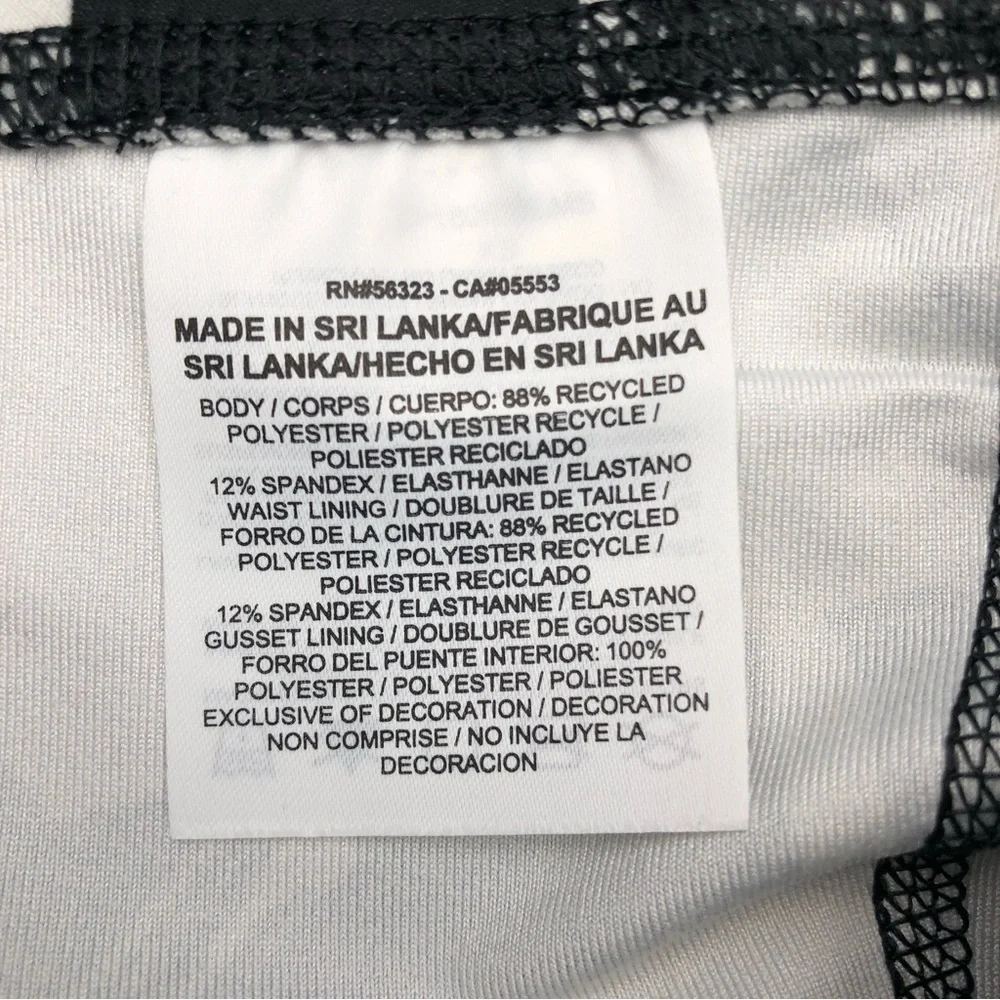 RN#56323 - CA#05553
MADE IN SRI LANKA/FABRIQUE AU
SRI LANKA/HECHO EN SRI LANKA
BODY / CORPS / CUERPO: 88% RECYCLED
POLYESTER / POLYESTER RECYCLE /
POLIESTER RECICLADO
12% SPANDEX / ELASTHANNE / ELASTANO
WAIST LINING / DOUBLURE DE TAILLE /
FORRO DE LA CINTURA: 88% RECYCLED
POLYESTER / POLYESTER RECYCLE /
POLIESTER RECICLADO
12% SPANDEX / ELASTHANNE / ELASTANO
GUSSET LINING / DOUBLURE DE GOUSSET /
FORRO DEL PUENTE INTERIOR: 100%
POLYESTER / POLYESTER / POLIESTER
EXCLUSIVE OF DECORATION / DECORATION
NON COMPRISE / NO INCLUYE LA
DECORACION